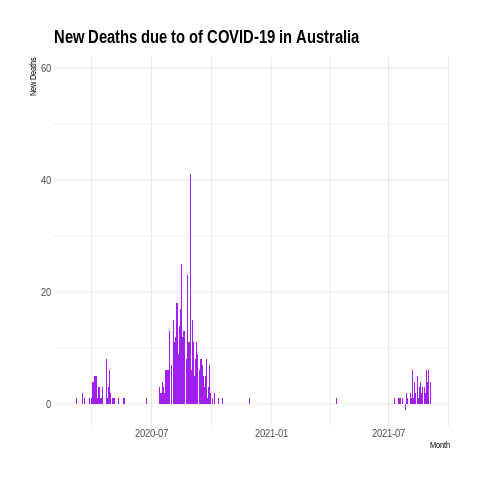 New Deaths due to of COVID-19 in Australia
New Deaths
60
40
20
0
2020-07
2021-01
2021-07
Month